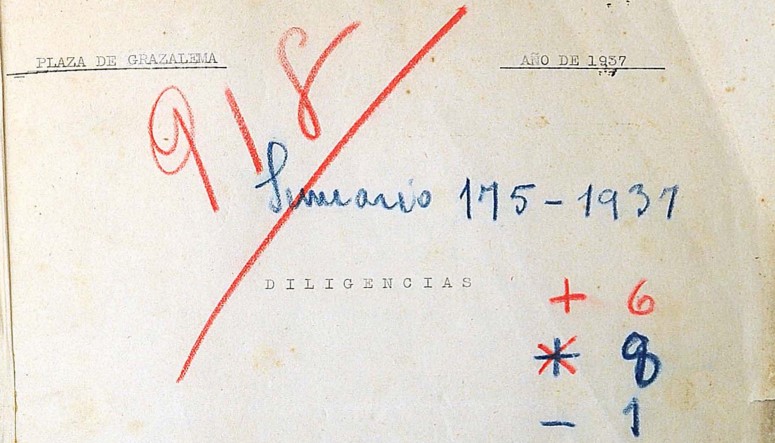 PLAZA DE GRAZALEMA
AÑO DE 1937
918
Sumario 175-1937
DILIGENCIAS
+ 6
* 8
- 1